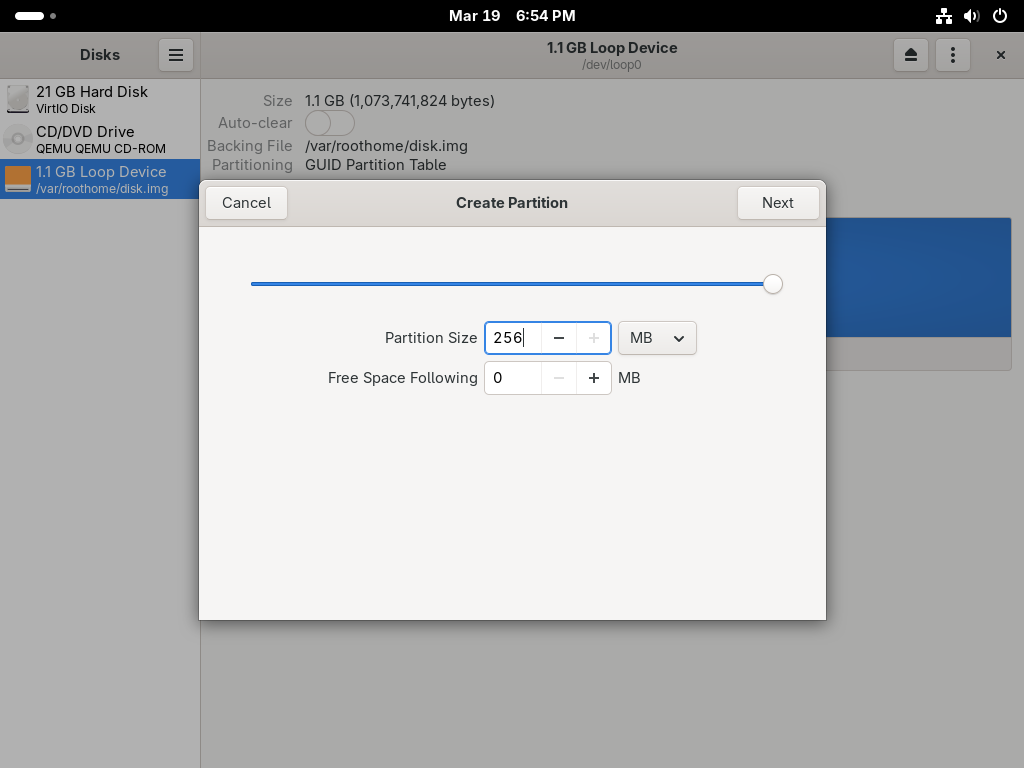 Mar 19 6:54 PM
Disks
1.1 GB Loop Device
/dev/loop0
21 GB Hard Disk
VirtIO Disk
CD/DVD Drive
QEMU QEMU CD-ROM
1.1 GB Loop Device
/var/roothome/disk.img
Size 1.1 GB (1,073,741,824 bytes)
Auto-clear
Backing File /var/roothome/disk.img
Partitioning GUID Partition Table
Cancel Create Partition Next
Partition Size 256 MB
Free Space Following 0 MB